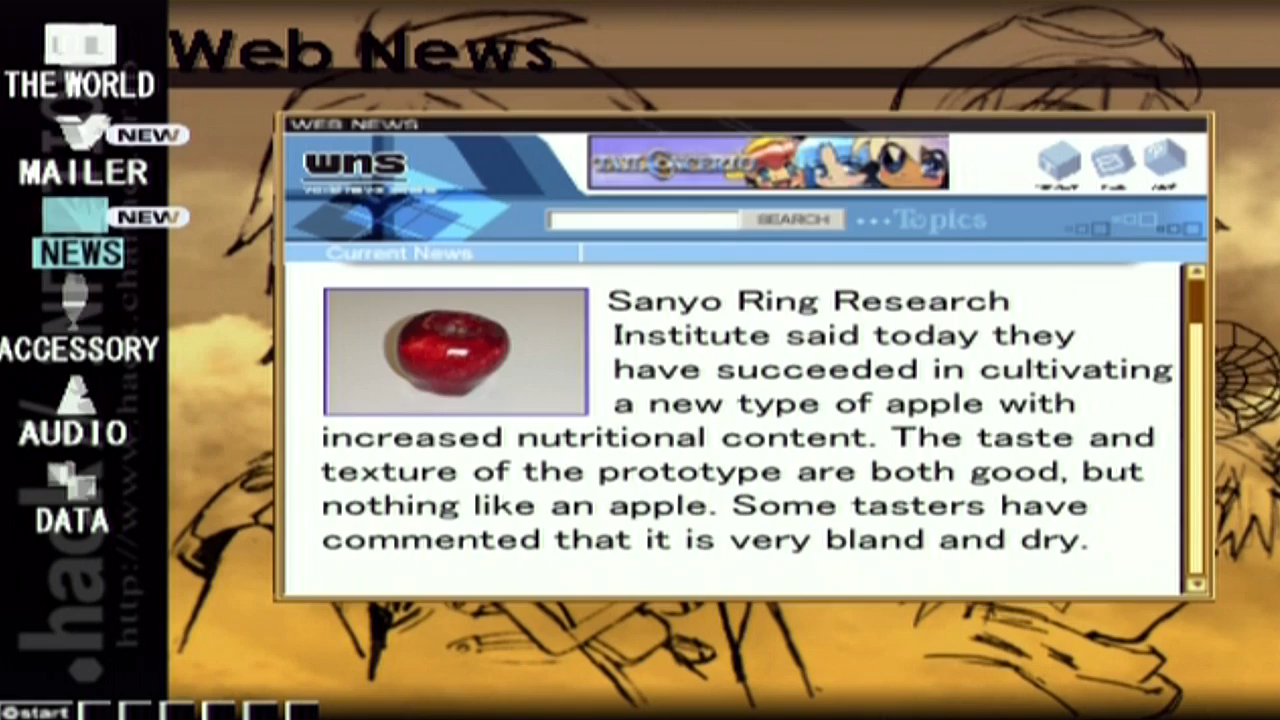 Web News
THE WORLD
NEW
MAILER
NEW
NEWS
ACCESSORY
AUDIO
DATA
.hack//
start
WEB NEWS
wns
TAIL CONCERTO
SEARCH
...Topics
Current News
Sanyo Ring Research
Institute said today they
have succeeded in cultivating
a new type of apple with
increased nutritional content. The taste and
texture of the prototype are both good, but
nothing like an apple. Some tasters have
commented that it is very bland and dry.